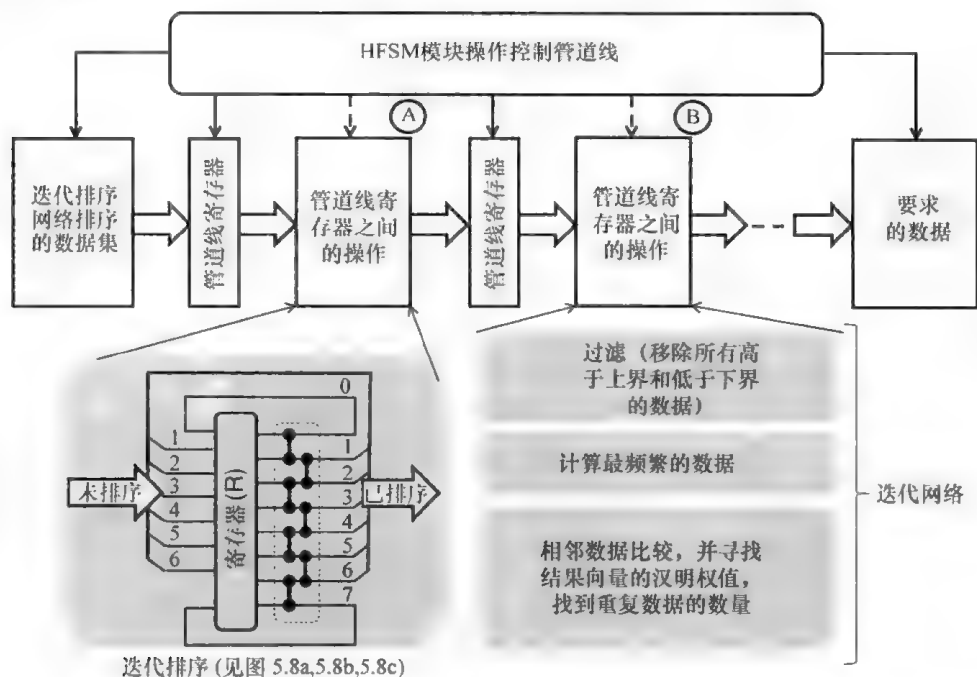 HFSM模块操作控制管道线
A
B
迭代排序
网络排序
的数据集
管道线寄存器
管道线寄
存器之间
的操作
管道线寄存器
管道线寄
存器之间
的操作
要求
的数据
0
1
2
3
4
5
6
未排序
寄存器(R)
1
2
3
4
5
6
7
已排序
迭代排序(见图 5.8a,5.8b,5.8c)
过滤（移除所有高
于上界和低于下界
的数据）
计算最频繁的数据
相邻数据比较，并寻找
结果向量的汉明权值，
找到重复数据的数量
迭代网络